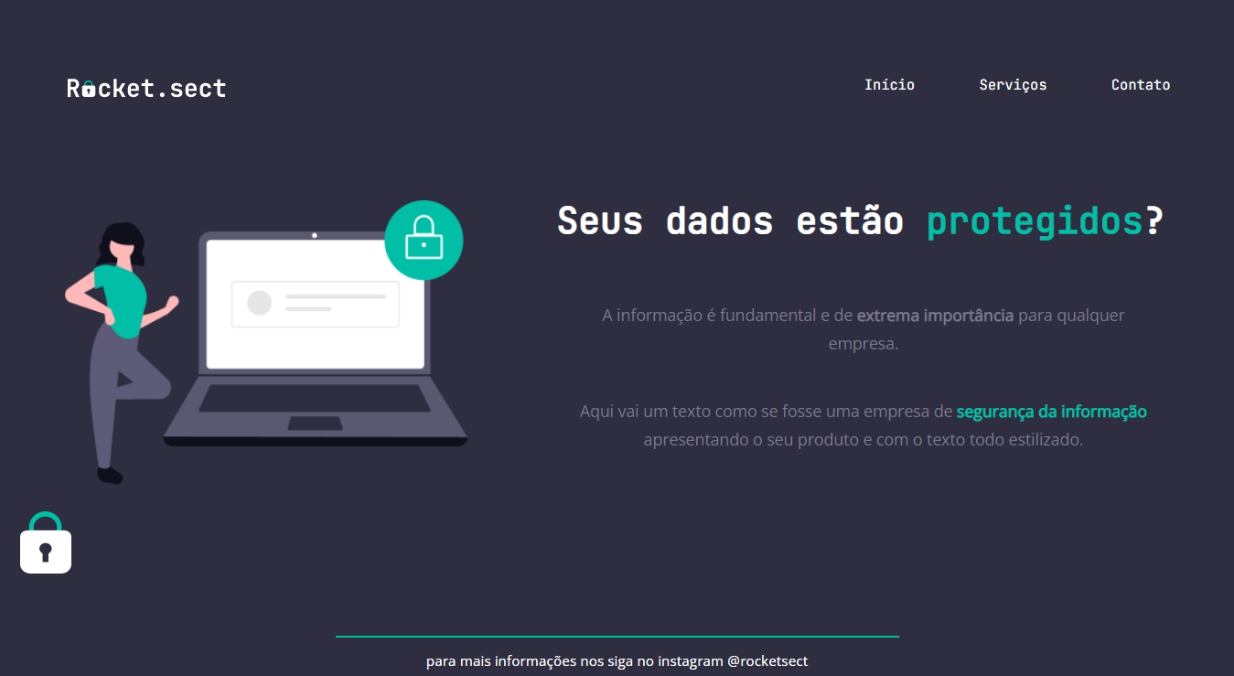 Rocket.sect
Início Serviços Contato
Seus dados estão protegidos?
A informação é fundamental e de extrema importância para qualquer
empresa.
Aqui vai um texto como se fosse uma empresa de segurança da informação
apresentando o seu produto e com o texto todo estilizado.
para mais informações nos siga no instagram @rocketsect